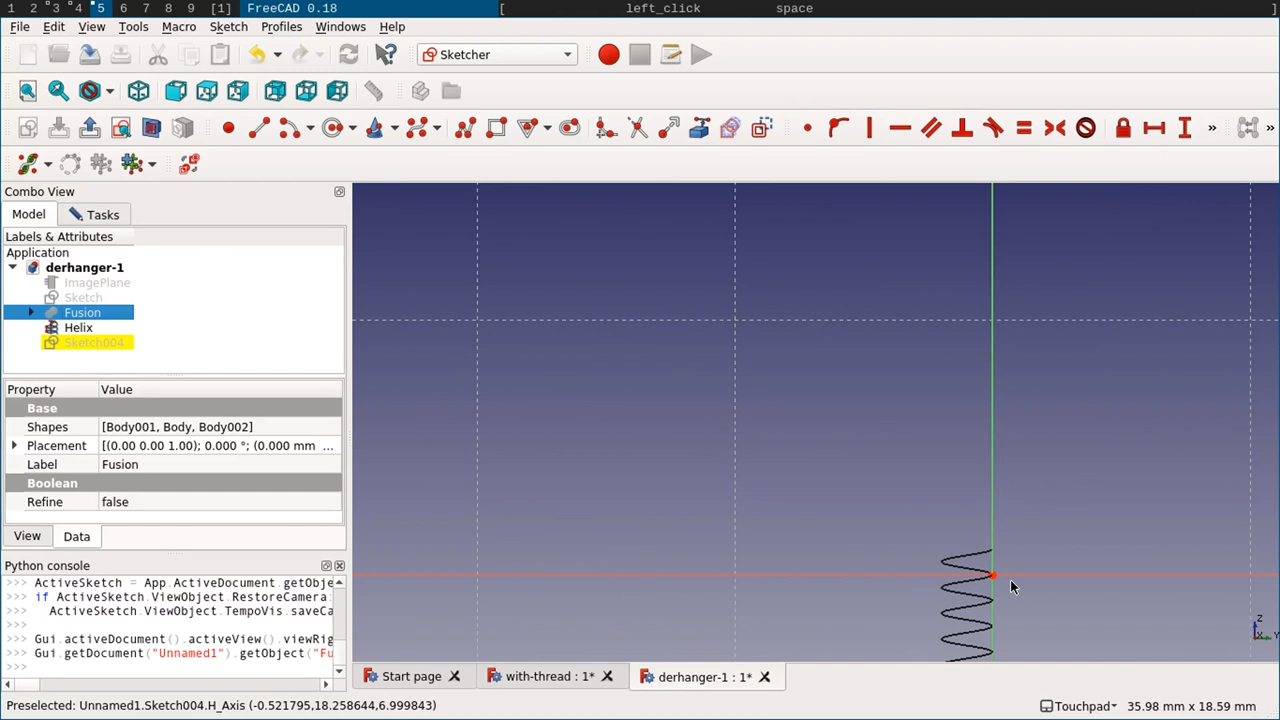 1 2 3 4 5 6 7 8 9 [1] FreeCAD 0.18 [ left_click space ]
File Edit View Tools Macro Sketch Profiles Windows Help
Sketcher
» »
Combo View
Model Tasks
Labels & Attributes
Application
derhanger-1
ImagePlane
Sketch
Fusion
Helix
Sketch004
Property Value
Base
Shapes [Body001, Body, Body002]
Placement [(0.00 0.00 1.00); 0.000 °; (0.000 mm ...
Label Fusion
Boolean
Refine false
View Data
Python console
>>> ActiveSketch = App.ActiveDocument.getObje
>>> if ActiveSketch.ViewObject.RestoreCamera:
>>>   ActiveSketch.ViewObject.TempoVis.saveCa
>>>
>>> Gui.activeDocument().activeView().viewRig
>>> Gui.getDocument("Unnamed1").getObject("Fu
>>>
Z
X Y
Start page with-thread : 1* derhanger-1 : 1*
Preselected: Unnamed1.Sketch004.H_Axis (-0.521795,18.258644,6.999843) Touchpad 35.98 mm x 18.59 mm